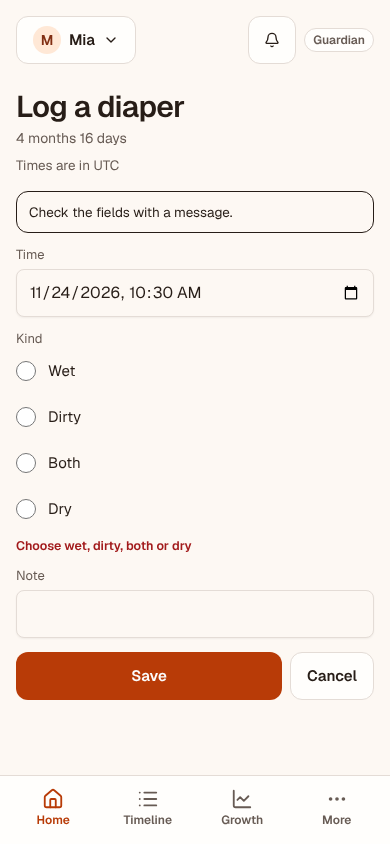 M Mia
Guardian
Log a diaper
4 months 16 days
Times are in UTC
Check the fields with a message.
Time
11/24/2026, 10:30 AM
Kind
Wet
Dirty
Both
Dry
Choose wet, dirty, both or dry
Note
Save Cancel
Home Timeline Growth More